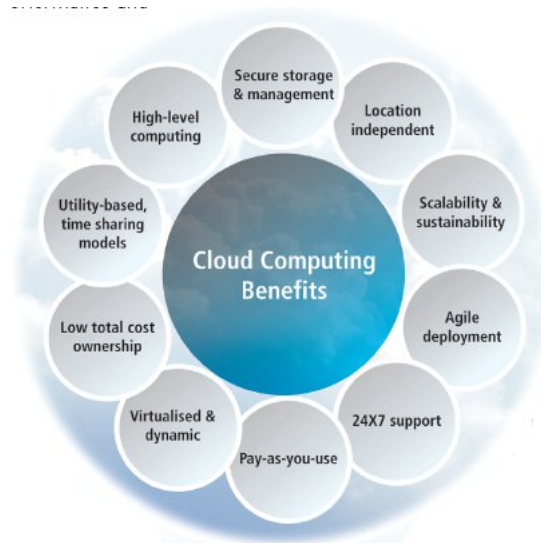 Secure storage
& management
Location
independent
Scalability &
sustainability
Agile
deployment
24X7 support
Pay-as-you-use
Virtualised &
dynamic
Low total cost
ownership
Utility-based,
time sharing
models
High-level
computing
Cloud Computing
Benefits